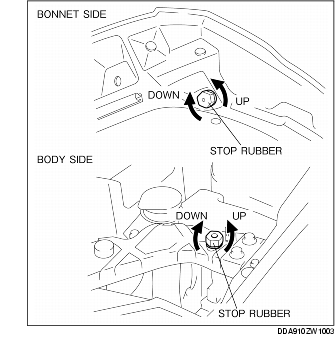 BONNET SIDE
DOWN UP
STOP RUBBER
BODY SIDE
DOWN UP
STOP RUBBER
DDA910ZW1003